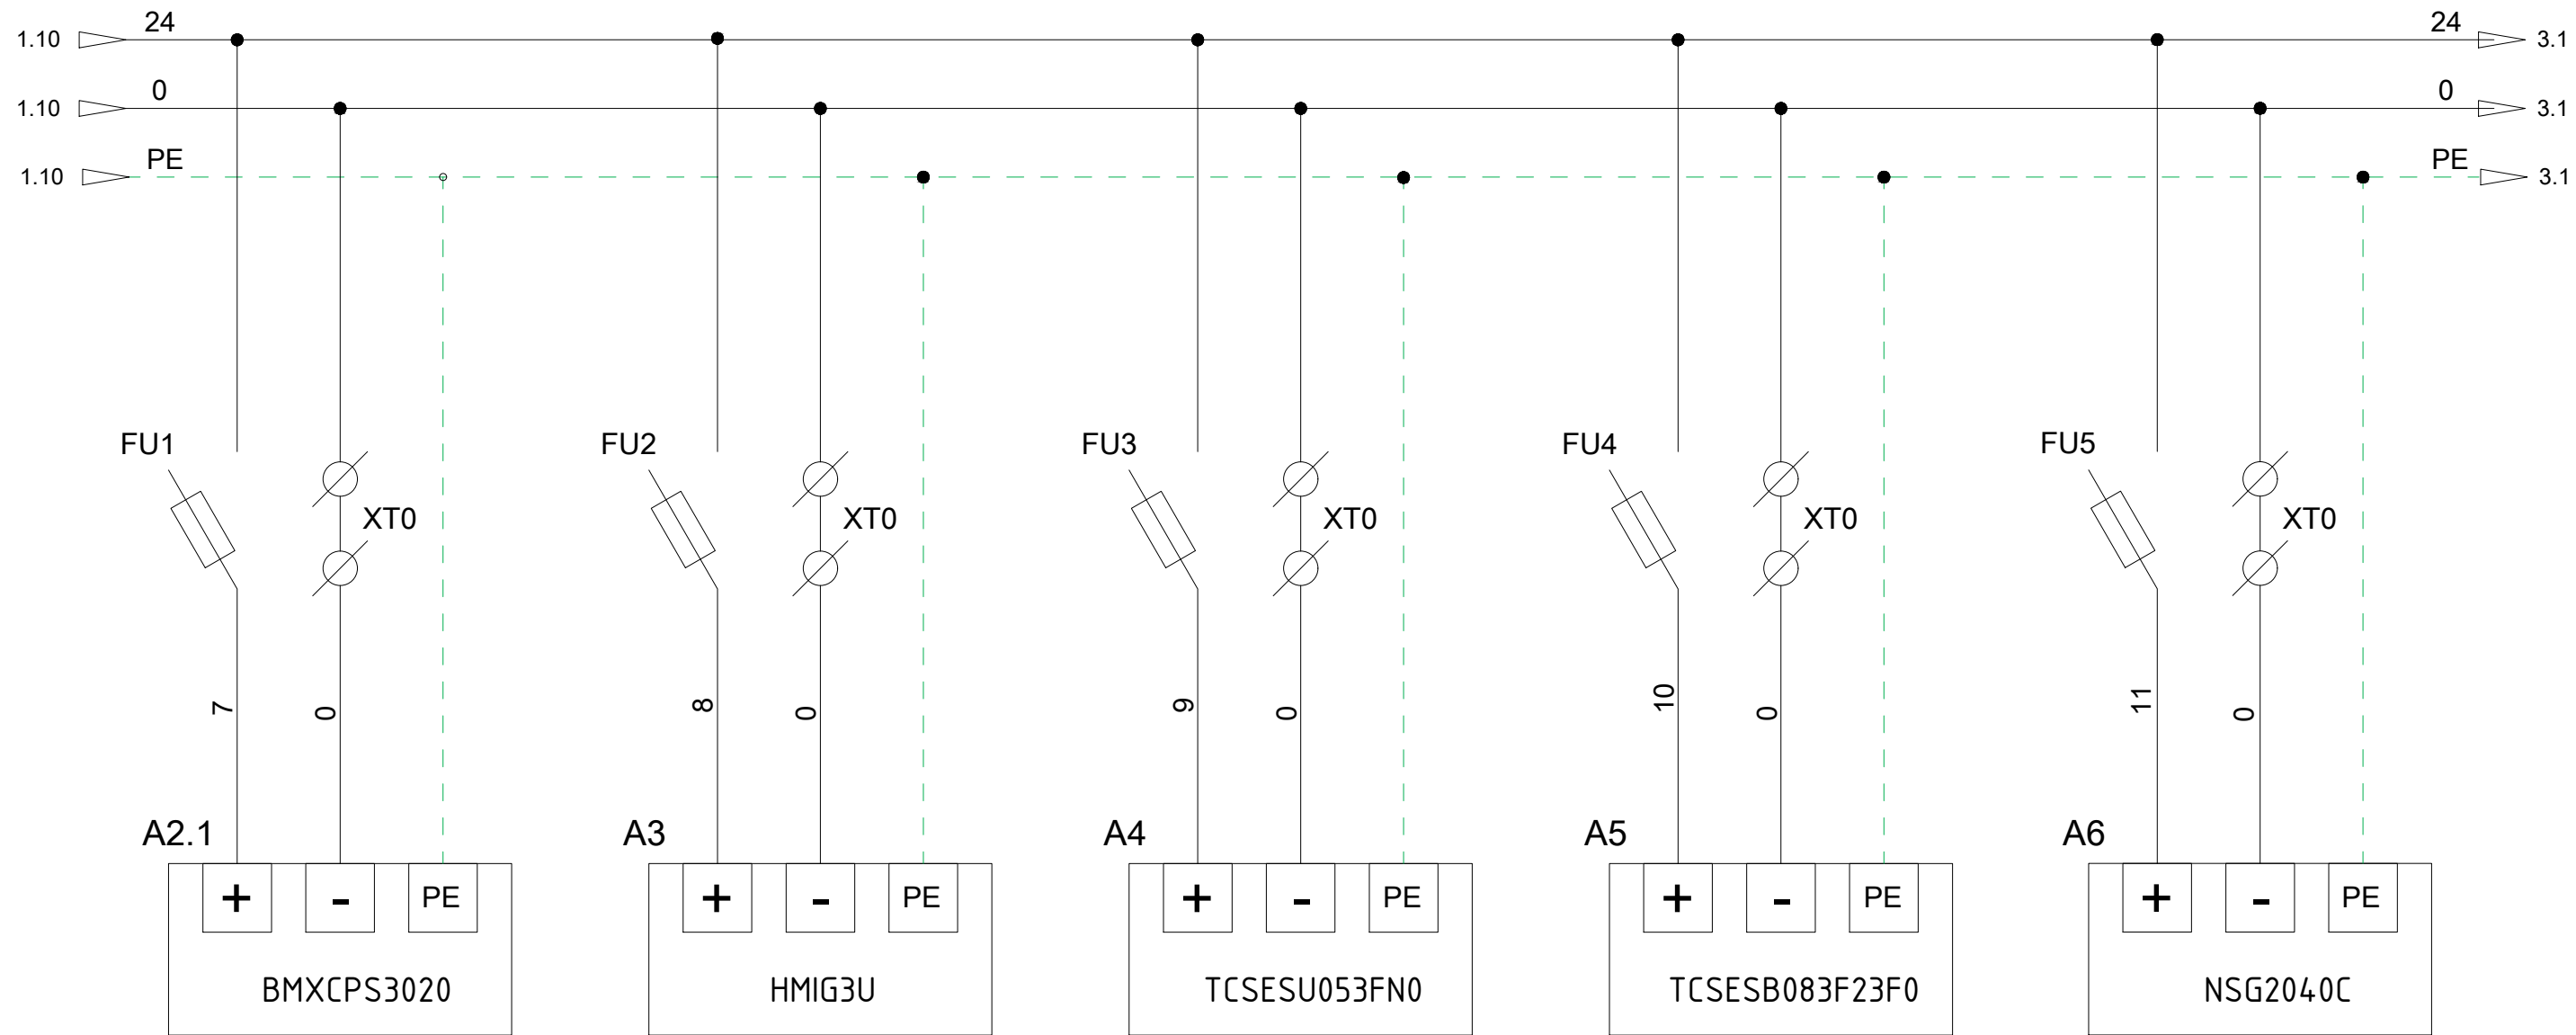 24 24
1.10 3.1
0 0
1.10 3.1
PE PE
1.10 3.1
FU1 FU2 FU3 FU4 FU5
XT0 XT0 XT0 XT0 XT0
7 0 8 0 9 0 10 0 11 0
A2.1 A3 A4 A5 A6
+ - PE + - PE + - PE + - PE + - PE
BMXCPS3020 HMIG3U TCSESU053FN0 TCSESB083F23F0 NSG2040C